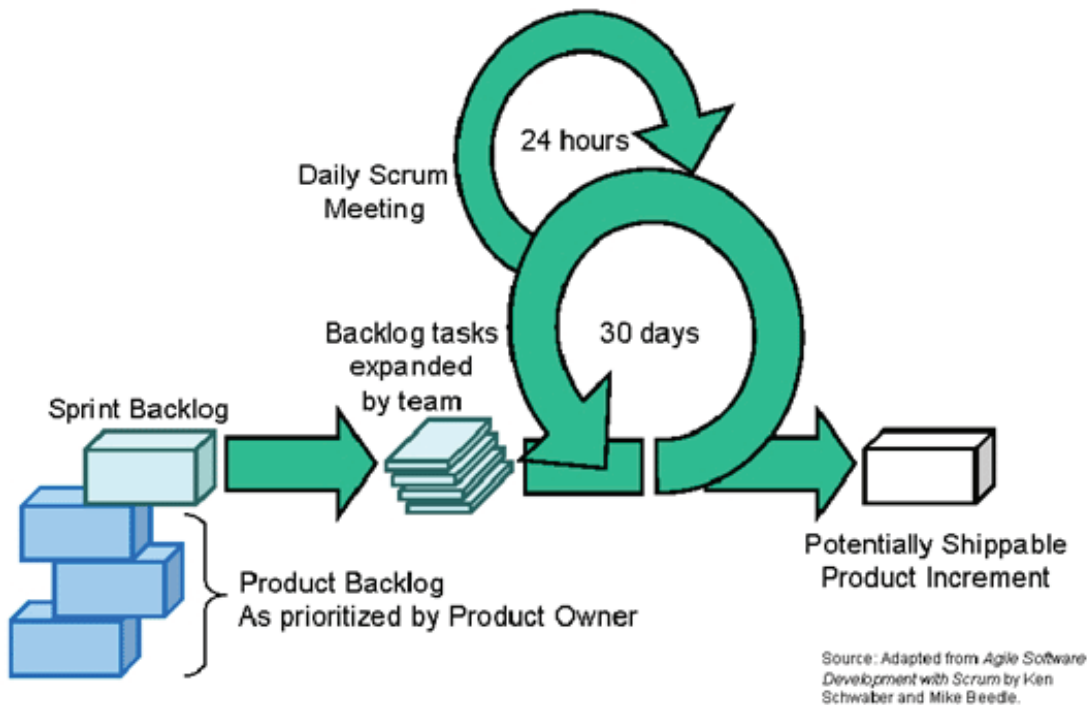 24 hours
Daily Scrum
Meeting
Backlog tasks
expanded
by team
30 days
Sprint Backlog
Potentially Shippable
Product Increment
Product Backlog
As prioritized by Product Owner
Source: Adapted from Agile Software
Development with Scrum by Ken
Schwaber and Mike Beedle.